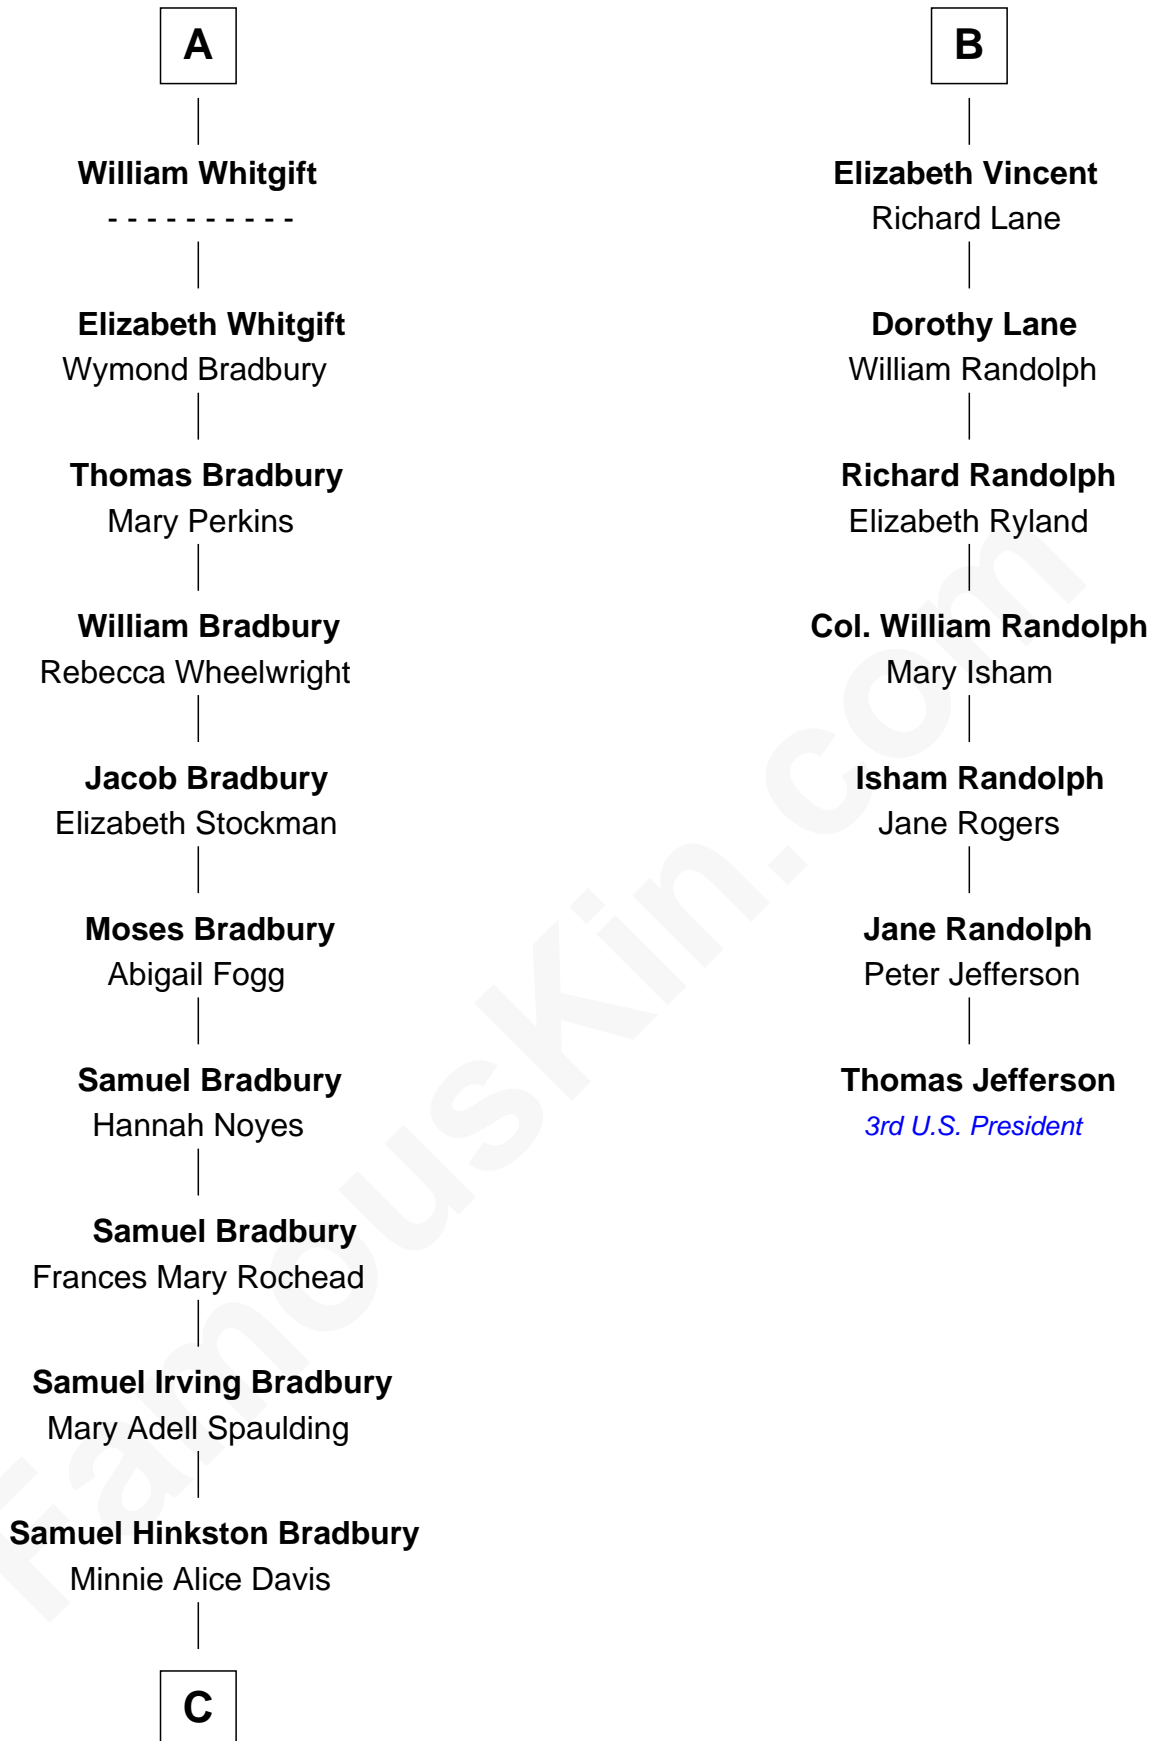 A
William Whitgift
- - - - - - - - - -
Elizabeth Whitgift
Wymond Bradbury
Thomas Bradbury
Mary Perkins
William Bradbury
Rebecca Wheelwright
Jacob Bradbury
Elizabeth Stockman
Moses Bradbury
Abigail Fogg
Samuel Bradbury
Hannah Noyes
Samuel Bradbury
Frances Mary Rochead
Samuel Irving Bradbury
Mary Adell Spaulding
Samuel Hinkston Bradbury
Minnie Alice Davis
C
B
Elizabeth Vincent
Richard Lane
Dorothy Lane
William Randolph
Richard Randolph
Elizabeth Ryland
Col. William Randolph
Mary Isham
Isham Randolph
Jane Rogers
Jane Randolph
Peter Jefferson
Thomas Jefferson
3rd U.S. President
FamousKin.com